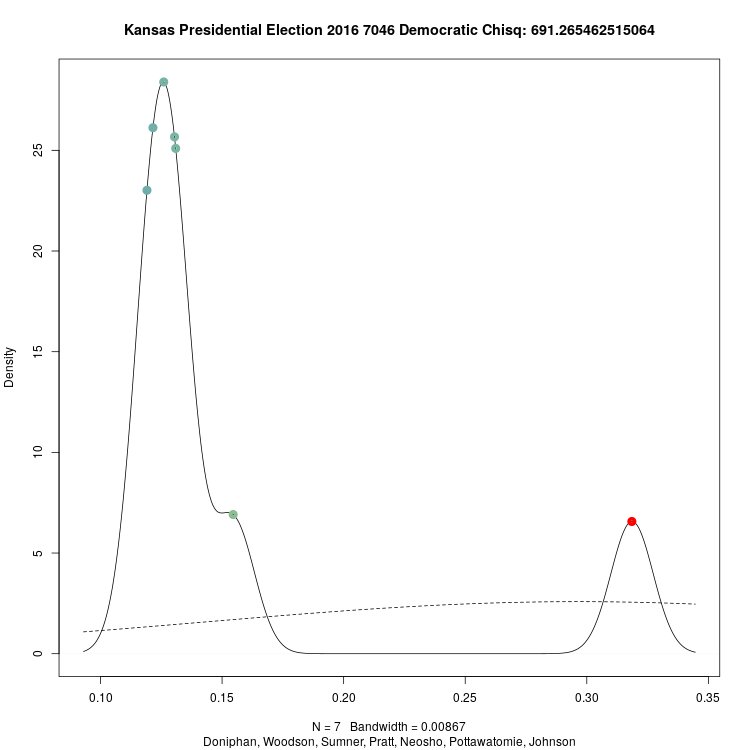 Kansas Presidential Election 2016 7046 Democratic Chisq: 691.265462515064
Density
25
20
15
10
5
0
0.10 0.15 0.20 0.25 0.30 0.35
N = 7 Bandwidth = 0.00867
Doniphan, Woodson, Sumner, Pratt, Neosho, Pottawatomie, Johnson